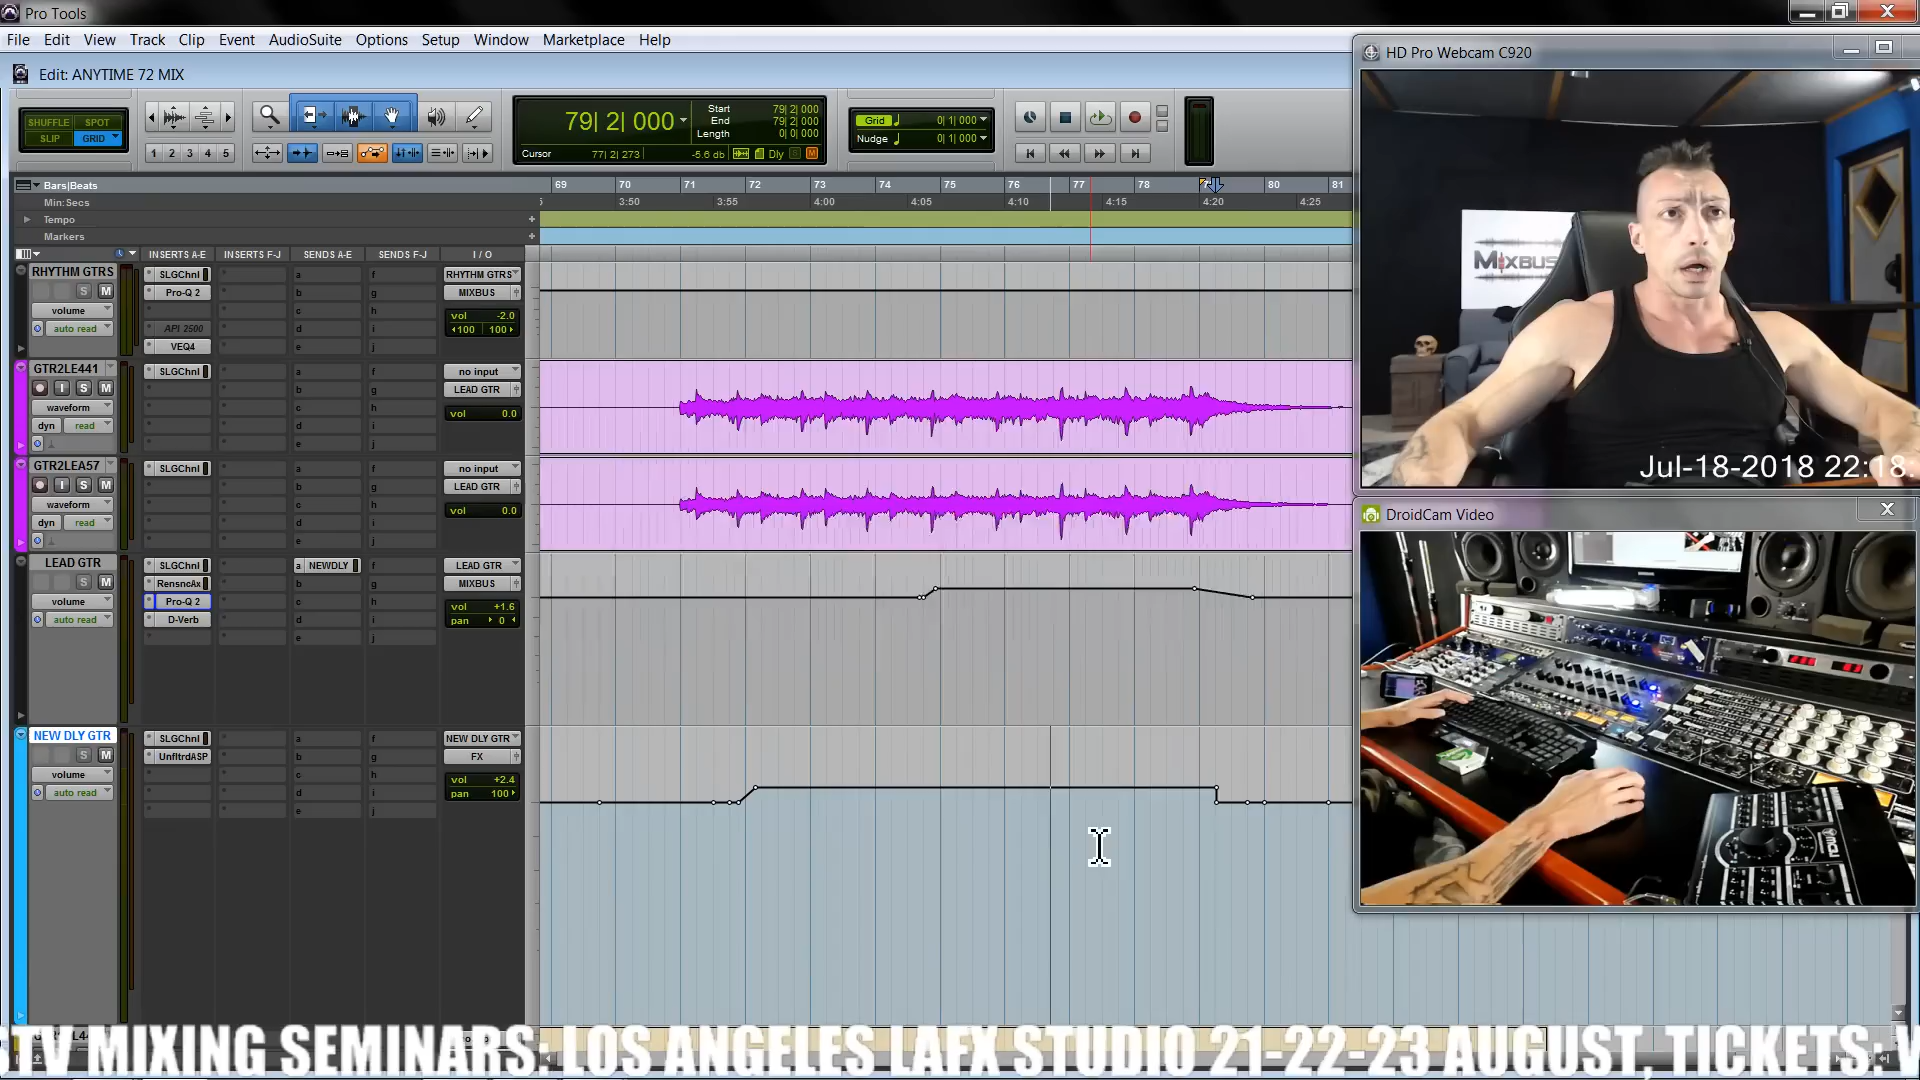 Pro Tools
File Edit View Track Clip Event AudioSuite Options Setup Window Marketplace Help
Edit: ANYTIME 72 MIX
SHUFFLE SPOT
SLIP GRID
1 2 3 4 5
79| 2| 000
Start 79| 2| 000
End 79| 2| 000
Length 0| 0| 000
Cursor 77| 2| 273 -5.6 db Dly
Grid 0| 1| 000
Nudge 0| 1| 000
Bars|Beats 69 70 71 72 73 74 75 76 77 78 80 81
Min:Secs 3:50 3:55 4:00 4:05 4:10 4:15 4:20 4:25
Tempo
Markers
INSERTS A-E INSERTS F-J SENDS A-E SENDS F-J I / O
RHYTHM GTRS
S M
volume
auto read
SLGChnl
Pro-Q 2
API 2500
VEQ4
a b c d e
f g h i j
RHYTHM GTRS
MIXBUS
vol -2.0
100 100
GTR2LE441
I S M
waveform
dyn read
SLGChnl
a b c d e
f g h i j
no input
LEAD GTR
vol 0.0
GTR2LEA57
I S M
waveform
dyn read
SLGChnl
a b c d e
f g h i j
no input
LEAD GTR
vol 0.0
LEAD GTR
S M
volume
auto read
SLGChnl
RensncAx
Pro-Q 2
D-Verb
a NEWDLY
b c d e
f g h i j
LEAD GTR
MIXBUS
vol +1.6
pan 0
NEW DLY GTR
S M
volume
auto read
SLGChnl
UnfltrdASP
a b c d e
f g h i j
NEW DLY GTR
FX
vol +2.4
pan 100
HD Pro Webcam C920
MIXBUS
Jul-18-2018 22:18:
DroidCam Video
STV MIXING SEMINARS: LOS ANGELES LAFX STUDIO 21-22-23 AUGUST, TICKETS: